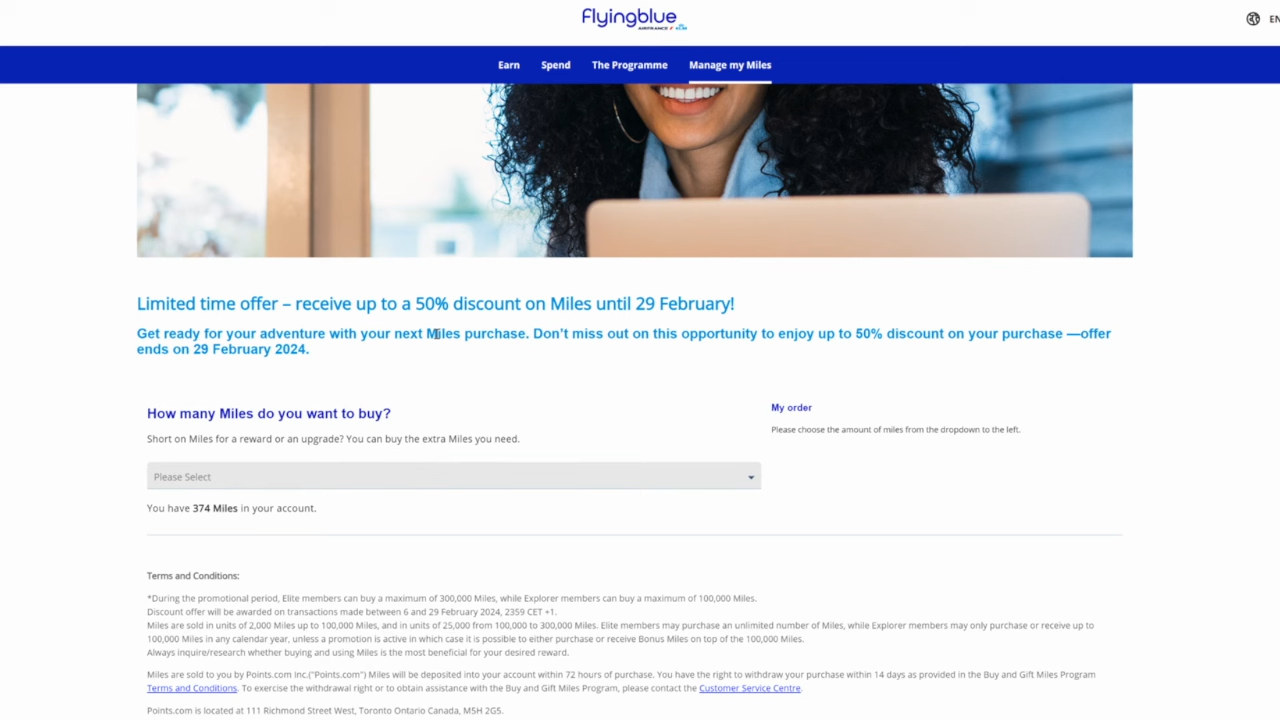 Flyingblue
AIRFRANCE KLM
EN
Earn Spend The Programme Manage my Miles
Limited time offer – receive up to a 50% discount on Miles until 29 February!
Get ready for your adventure with your next Miles purchase. Don't miss out on this opportunity to enjoy up to 50% discount on your purchase —offer
ends on 29 February 2024.
How many Miles do you want to buy?
My order
Short on Miles for a reward or an upgrade? You can buy the extra Miles you need.
Please choose the amount of miles from the dropdown to the left.
Please Select
You have 374 Miles in your account.
Terms and Conditions:
*During the promotional period, Elite members can buy a maximum of 300,000 Miles, while Explorer members can buy a maximum of 100,000 Miles.
Discount offer will be awarded on transactions made between 6 and 29 February 2024, 2359 CET +1.
Miles are sold in units of 2,000 Miles up to 100,000 Miles, and in units of 25,000 from 100,000 to 300,000 Miles. Elite members may purchase an unlimited number of Miles, while Explorer members may only purchase or receive up to
100,000 Miles in any calendar year, unless a promotion is active in which case it is possible to either purchase or receive Bonus Miles on top of the 100,000 Miles.
Always inquire/research whether buying and using Miles is the most beneficial for your desired reward.
Miles are sold to you by Points.com Inc.("Points.com") Miles will be deposited into your account within 72 hours of purchase. You have the right to withdraw your purchase within 14 days as provided in the Buy and Gift Miles Program
Terms and Conditions. To exercise the withdrawal right or to obtain assistance with the Buy and Gift Miles Program, please contact the Customer Service Centre.
Points.com is located at 111 Richmond Street West, Toronto Ontario Canada, M5H 2G5.